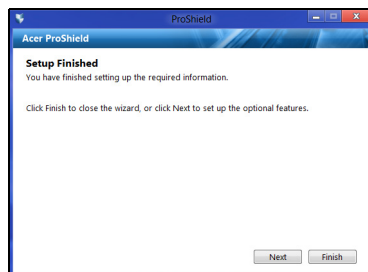 ProShield
Acer ProShield
Setup Finished
You have finished setting up the required information.
Click Finish to close the wizard, or click Next to set up the optional features.
Next
Finish